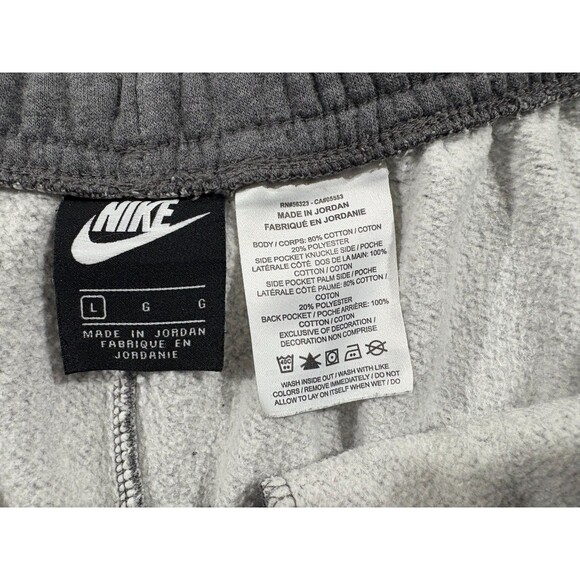 NIKE
L G G
MADE IN JORDAN
FABRIQUE EN
JORDANIE
RN#56323 - CA#05553
MADE IN JORDAN
FABRIQUÉ EN JORDANIE
BODY / CORPS: 80% COTTON / COTON
20% POLYESTER
SIDE POCKET KNUCKLE SIDE / POCHE
LATÉRALE CÔTÉ DOS DE LA MAIN: 100%
COTTON / COTON
SIDE POCKET PALM SIDE / POCHE
LATÉRALE CÔTÉ PAUME: 80% COTTON /
COTON
20% POLYESTER
BACK POCKET / POCHE ARRIÈRE: 100%
COTTON / COTON
EXCLUSIVE OF DECORATION /
DECORATION NON COMPRISE
40C
WASH INSIDE OUT / WASH WITH LIKE
COLORS / REMOVE IMMEDIATELY / DO NOT
ALLOW TO LAY ON ITSELF WHEN WET / DO